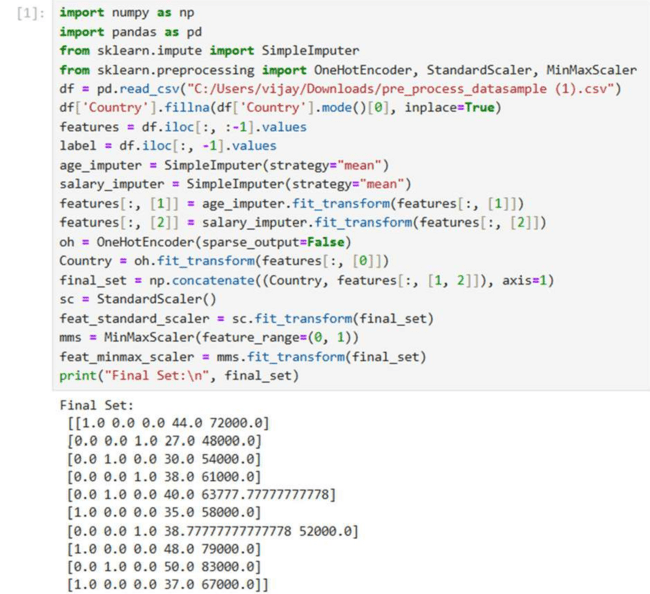 [1]: import numpy as np
import pandas as pd
from sklearn.impute import SimpleImputer
from sklearn.preprocessing import OneHotEncoder, StandardScaler, MinMaxScaler
df = pd.read_csv("C:/Users/vijay/Downloads/pre_process_datasample (1).csv")
df['Country'].fillna(df['Country'].mode()[0], inplace=True)
features = df.iloc[:, :-1].values
label = df.iloc[:, -1].values
age_imputer = SimpleImputer(strategy="mean")
salary_imputer = SimpleImputer(strategy="mean")
features[:, [1]] = age_imputer.fit_transform(features[:, [1]])
features[:, [2]] = salary_imputer.fit_transform(features[:, [2]])
oh = OneHotEncoder(sparse_output=False)
Country = oh.fit_transform(features[:, [0]])
final_set = np.concatenate((Country, features[:, [1, 2]]), axis=1)
sc = StandardScaler()
feat_standard_scaler = sc.fit_transform(final_set)
mms = MinMaxScaler(feature_range=(0, 1))
feat_minmax_scaler = mms.fit_transform(final_set)
print("Final Set:\n", final_set)
Final Set:
[[1.0 0.0 0.0 44.0 72000.0]
[0.0 0.0 1.0 27.0 48000.0]
[0.0 1.0 0.0 30.0 54000.0]
[0.0 0.0 1.0 38.0 61000.0]
[0.0 1.0 0.0 40.0 63777.77777777778]
[1.0 0.0 0.0 35.0 58000.0]
[0.0 0.0 1.0 38.77777777777778 52000.0]
[1.0 0.0 0.0 48.0 79000.0]
[0.0 1.0 0.0 50.0 83000.0]
[1.0 0.0 0.0 37.0 67000.0]]